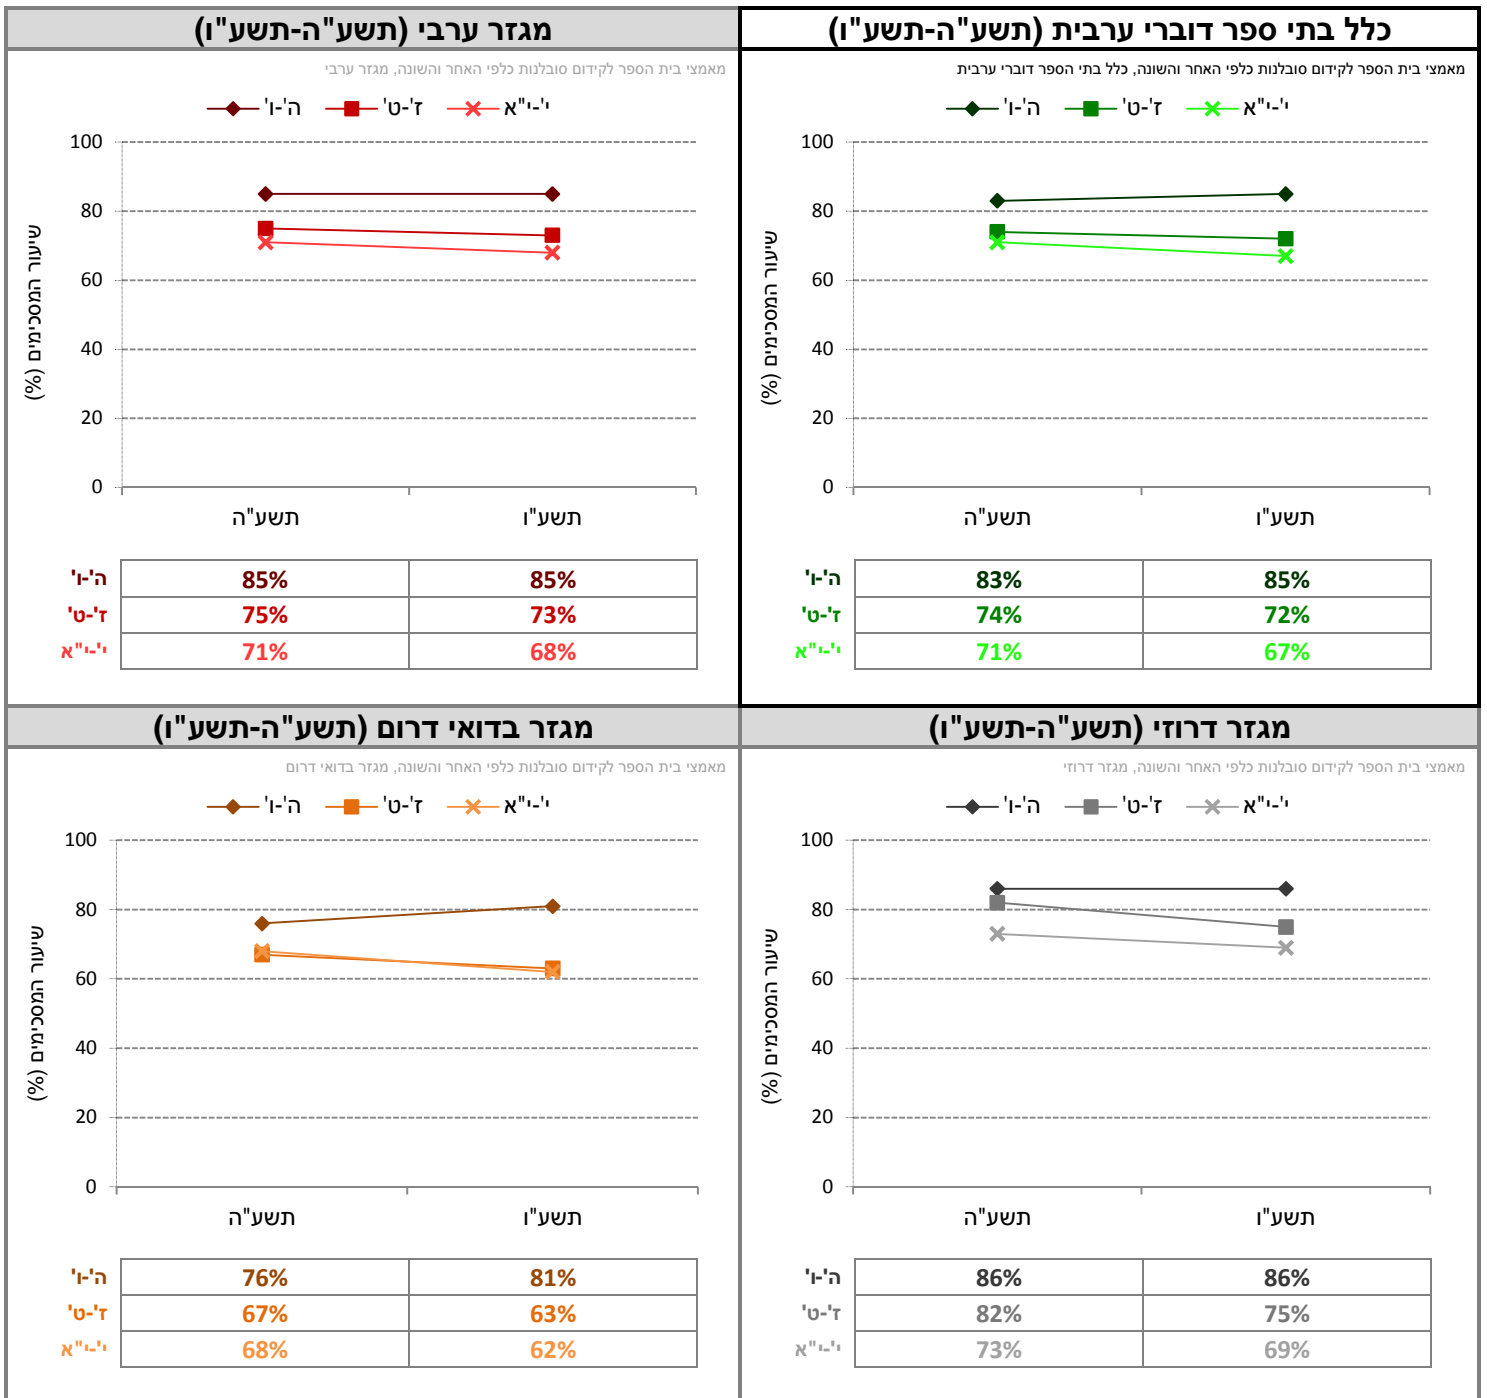 כלל בתי ספר דוברי ערבית (תשע"ה-תשע"ו)
מאמצי בית הספר לקידום סובלנות כלפי האחר והשונה, כלל בתי הספר דוברי ערבית
ה'-ו' ז'-ט' י'-י"א
שיעור המסכימים (%)
100
80
60
40
20
0
תשע"ה תשע"ו
ה'-ו' 83% 85%
ז'-ט' 74% 72%
י'-י"א 71% 67%
מגזר ערבי (תשע"ה-תשע"ו)
מאמצי בית הספר לקידום סובלנות כלפי האחר והשונה, מגזר ערבי
ה'-ו' ז'-ט' י'-י"א
שיעור המסכימים (%)
100
80
60
40
20
0
תשע"ה תשע"ו
ה'-ו' 85% 85%
ז'-ט' 75% 73%
י'-י"א 71% 68%
מגזר דרוזי (תשע"ה-תשע"ו)
מאמצי בית הספר לקידום סובלנות כלפי האחר והשונה, מגזר דרוזי
ה'-ו' ז'-ט' י'-י"א
שיעור המסכימים (%)
100
80
60
40
20
0
תשע"ה תשע"ו
ה'-ו' 86% 86%
ז'-ט' 82% 75%
י'-י"א 73% 69%
מגזר בדואי דרום (תשע"ה-תשע"ו)
מאמצי בית הספר לקידום סובלנות כלפי האחר והשונה, מגזר בדואי דרום
ה'-ו' ז'-ט' י'-י"א
שיעור המסכימים (%)
100
80
60
40
20
0
תשע"ה תשע"ו
ה'-ו' 76% 81%
ז'-ט' 67% 63%
י'-י"א 68% 62%